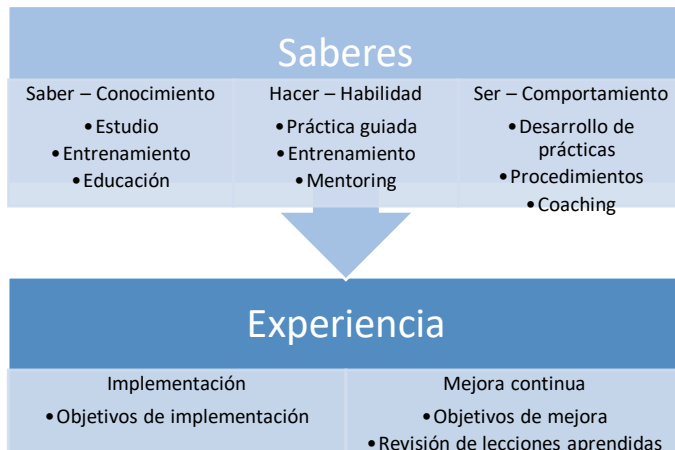 Saberes
Saber – Conocimiento
•Estudio
•Entrenamiento
•Educación
Hacer – Habilidad
•Práctica guiada
•Entrenamiento
•Mentoring
Ser – Comportamiento
•Desarrollo de
prácticas
•Procedimientos
•Coaching
Experiencia
Implementación
•Objetivos de implementación
Mejora continua
•Objetivos de mejora
•Revisión de lecciones aprendidas